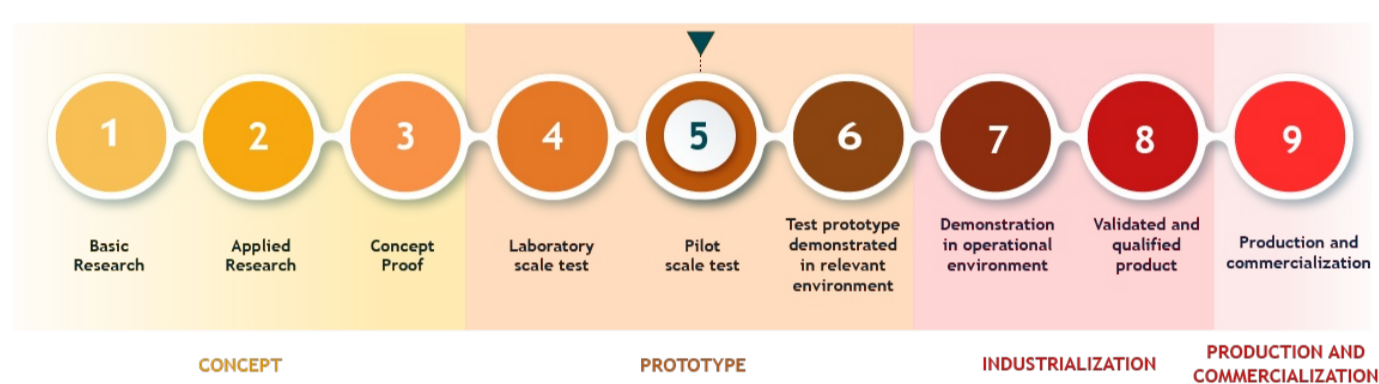 1
2
3
4
5
6
7
8
9
Basic
Research
Applied
Research
Concept
Proof
Laboratory
scale test
Pilot
scale test
Test prototype
demonstrated
in relevant
environment
Demonstration
in operational
environment
Validated and
qualified
product
Production and
commercialization
CONCEPT
PROTOTYPE
INDUSTRIALIZATION
PRODUCTION AND
COMMERCIALIZATION